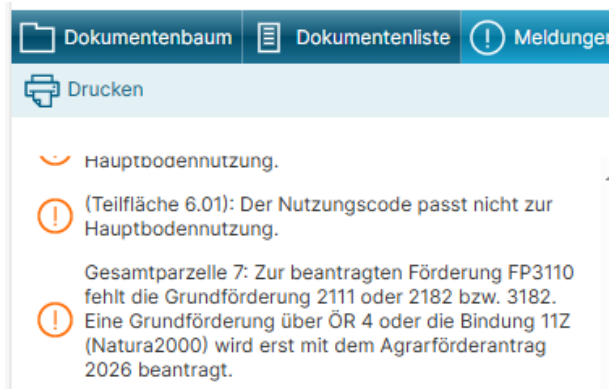 Dokumentenbaum
Dokumentenliste
Meldungen
Drucken
Hauptbodennutzung.
(Teilfläche 6.01): Der Nutzungscode passt nicht zur
Hauptbodennutzung.
Gesamtparzelle 7: Zur beantragten Förderung FP3110
fehlt die Grundförderung 2111 oder 2182 bzw. 3182.
Eine Grundförderung über ÖR 4 oder die Bindung 11Z
(Natura2000) wird erst mit dem Agrarförderantrag
2026 beantragt.